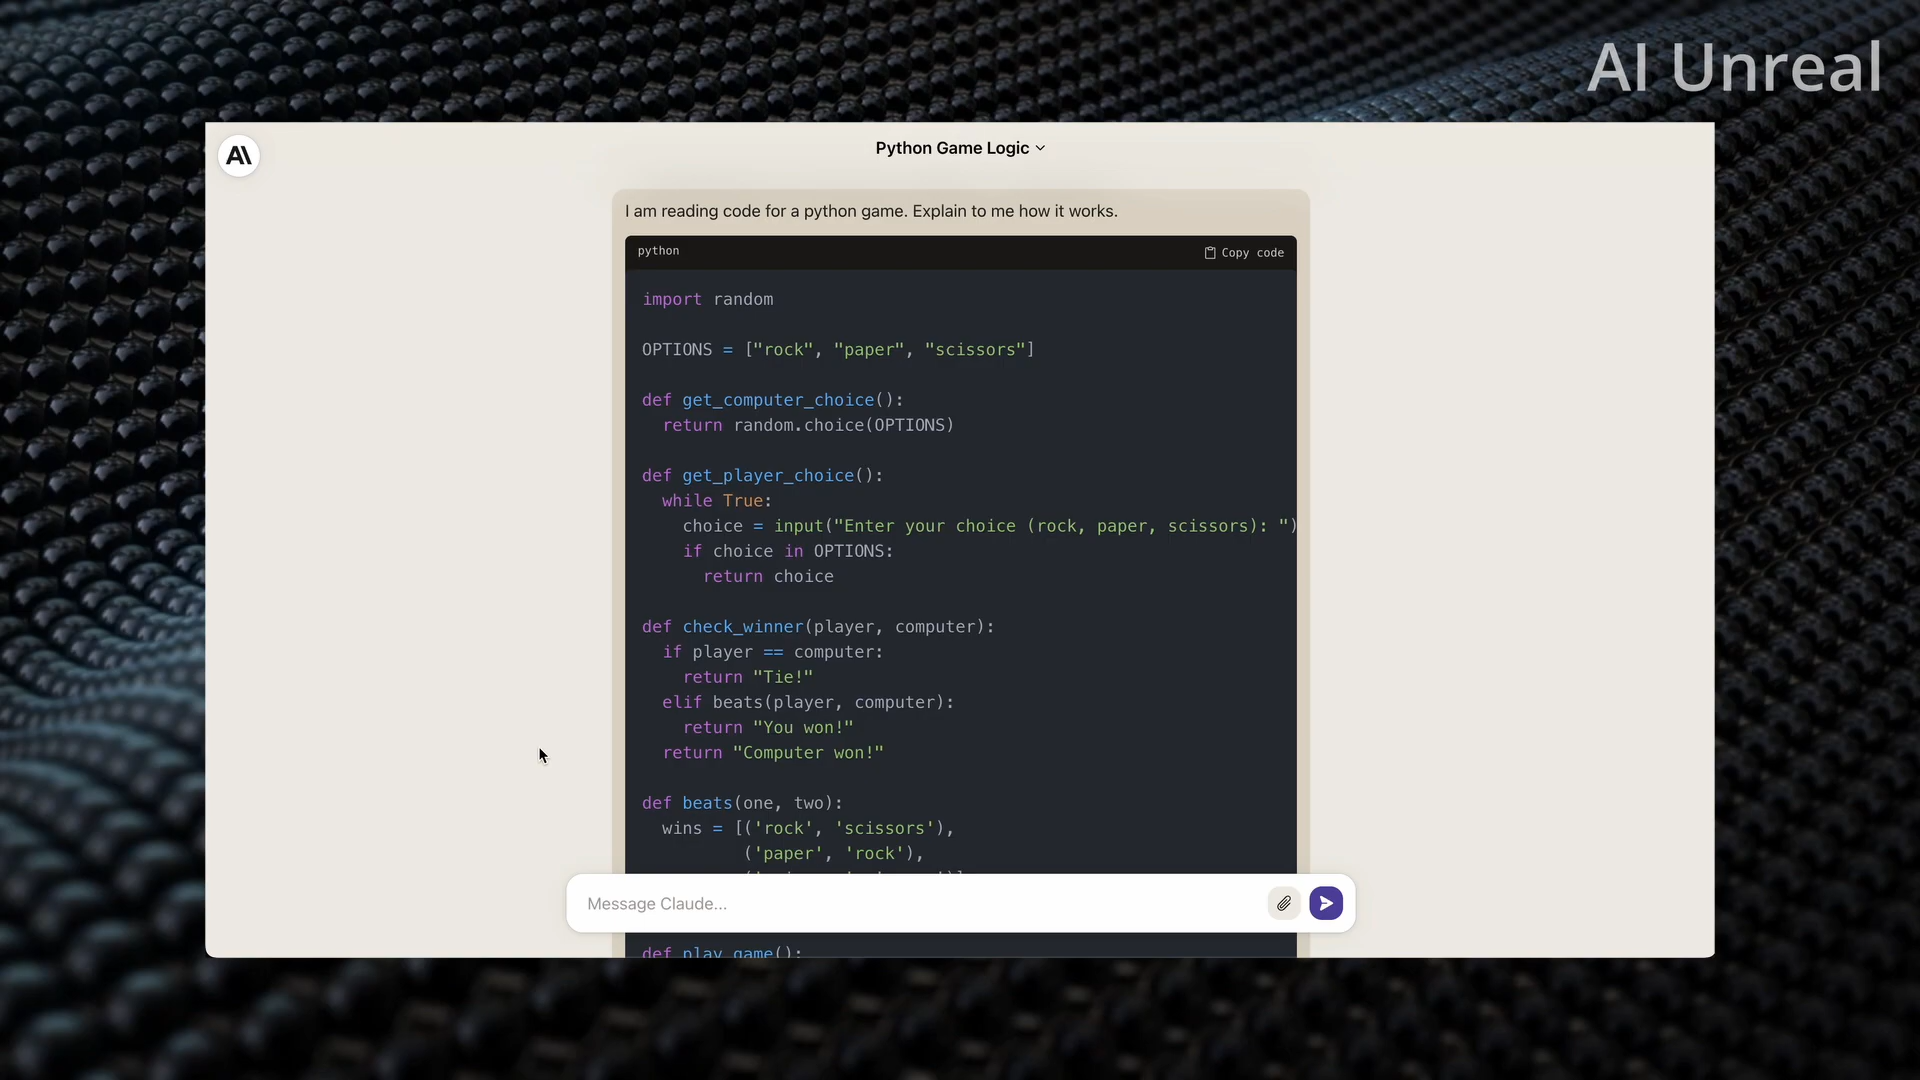 AI Unreal
A\
Python Game Logic
I am reading code for a python game. Explain to me how it works.
python
Copy code
import random
OPTIONS = ["rock", "paper", "scissors"]
def get_computer_choice():
return random.choice(OPTIONS)
def get_player_choice():
while True:
choice = input("Enter your choice (rock, paper, scissors): ")
if choice in OPTIONS:
return choice
def check_winner(player, computer):
if player == computer:
return "Tie!"
elif beats(player, computer):
return "You won!"
return "Computer won!"
def beats(one, two):
wins = [('rock', 'scissors'),
('paper', 'rock'),
Message Claude...
def play_game():